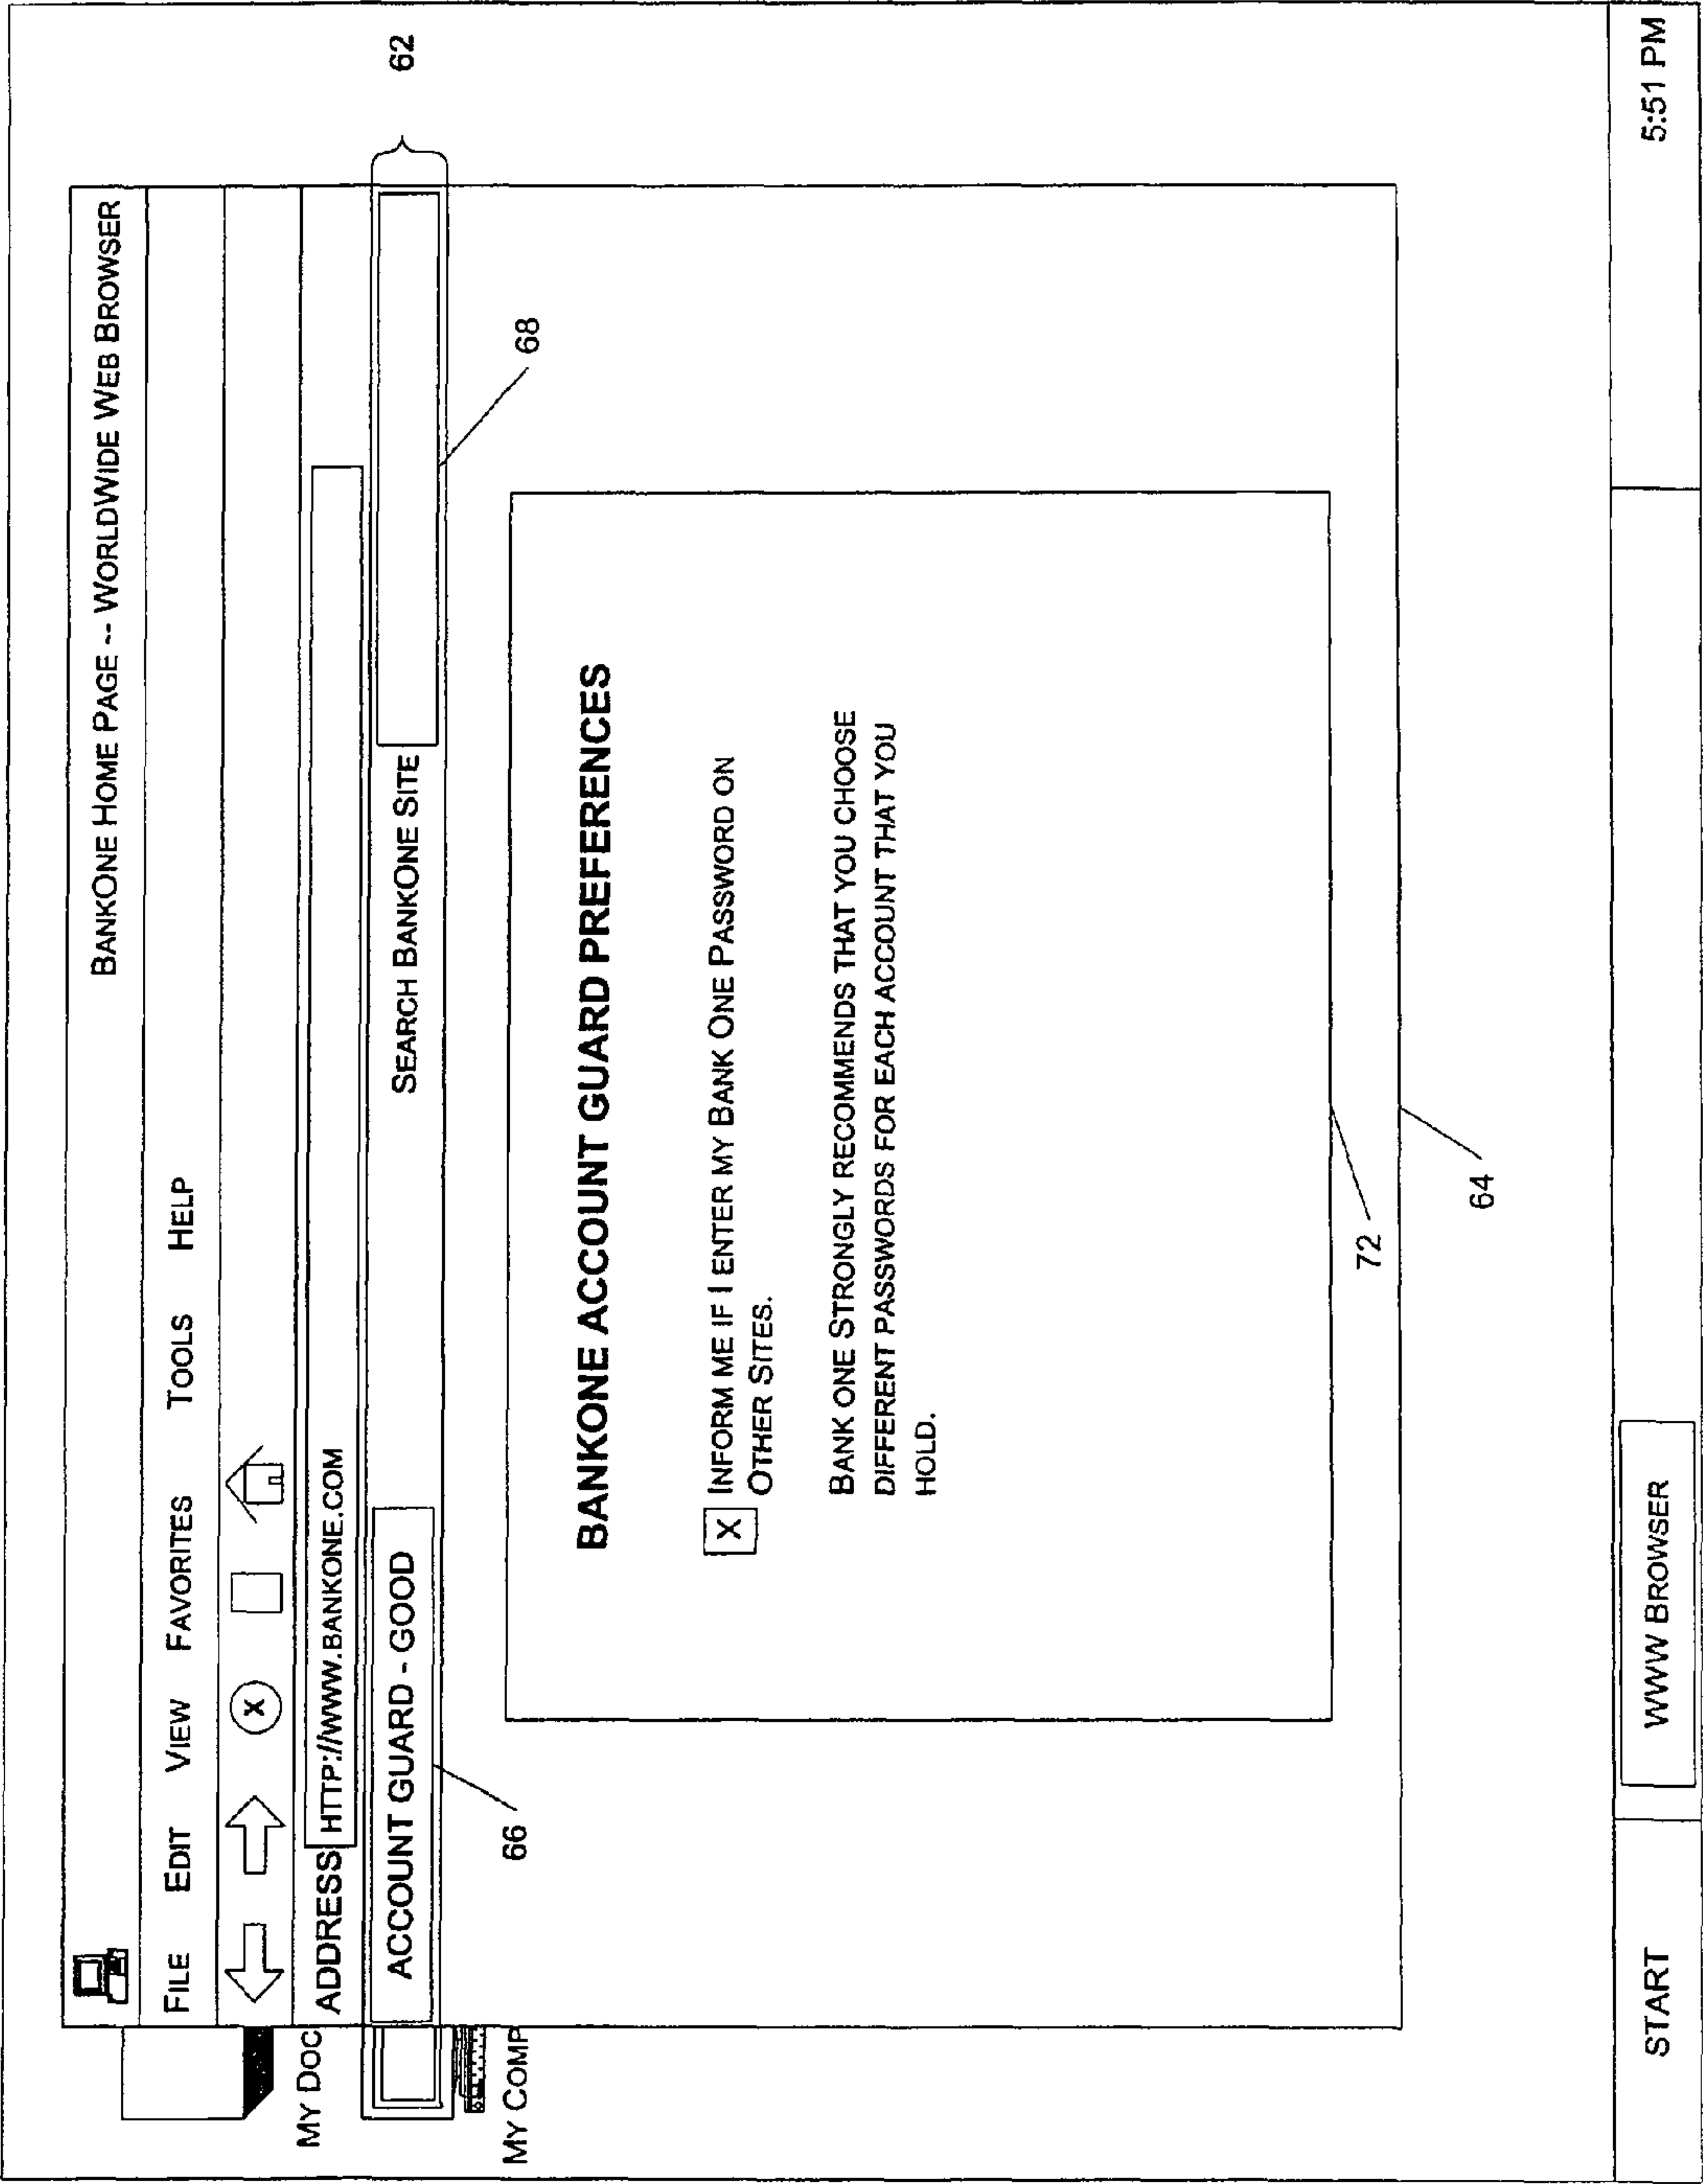 BANKONE HOME PAGE -- WORLDWIDE WEB BROWSER
FILE EDIT VIEW FAVORITES TOOLS HELP
X
ADDRESS HTTP://WWW.BANKONE.COM
ACCOUNT GUARD - GOOD SEARCH BANKONE SITE
62
MY DOC
MY COMP
66
68
BANKONE ACCOUNT GUARD PREFERENCES
X INFORM ME IF I ENTER MY BANK ONE PASSWORD ON
OTHER SITES.
BANK ONE STRONGLY RECOMMENDS THAT YOU CHOOSE
DIFFERENT PASSWORDS FOR EACH ACCOUNT THAT YOU
HOLD.
72
64
START WWW BROWSER 5:51 PM